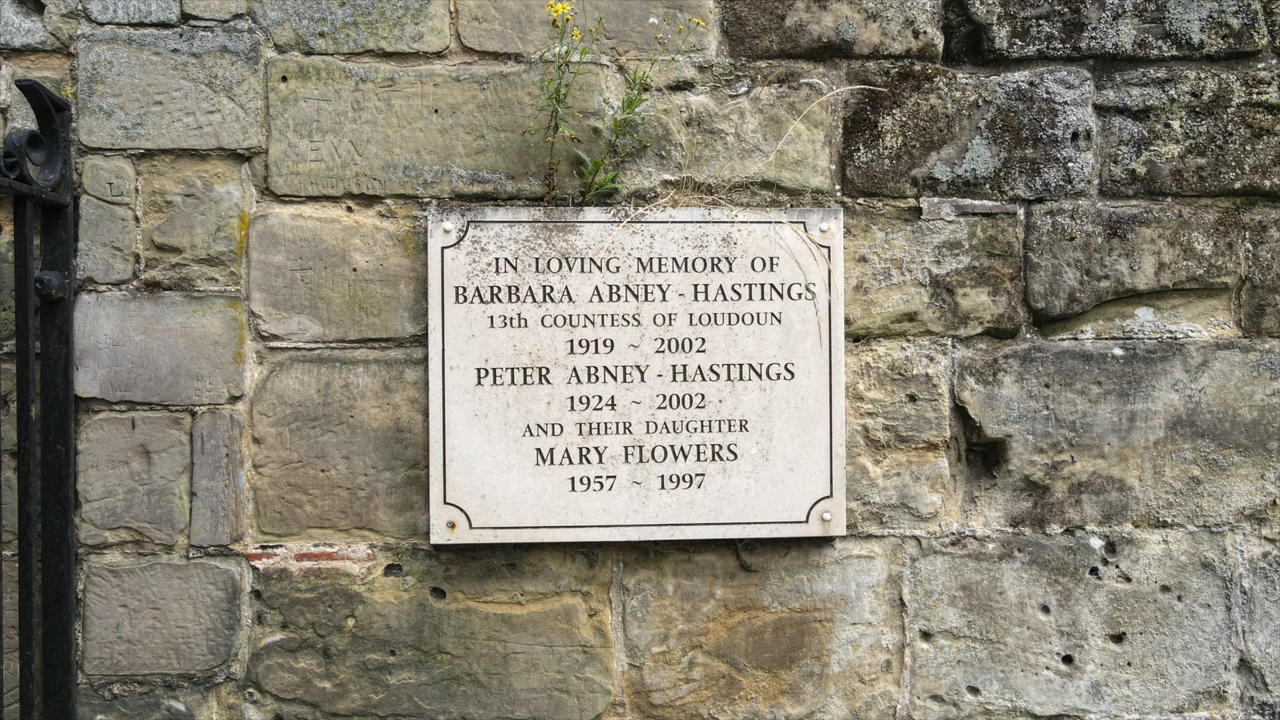 IN LOVING MEMORY OF
BARBARA ABNEY - HASTINGS
13th COUNTESS OF LOUDOUN
1919 ~ 2002
PETER ABNEY - HASTINGS
1924 ~ 2002
AND THEIR DAUGHTER
MARY FLOWERS
1957 ~ 1997